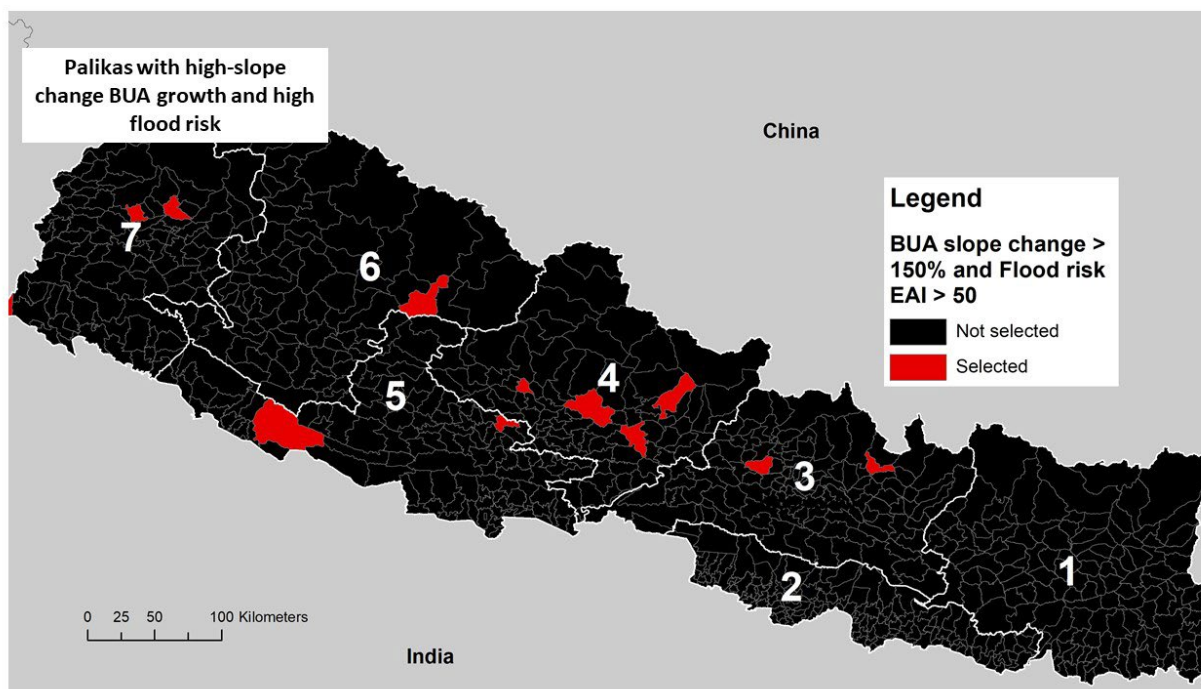 Palikas with high-slope
change BUA growth and high
flood risk
China
Legend
BUA slope change >
150% and Flood risk
EAI > 50
Not selected
Selected
7
6
5
4
3
2
1
0 25 50 100 Kilometers
India